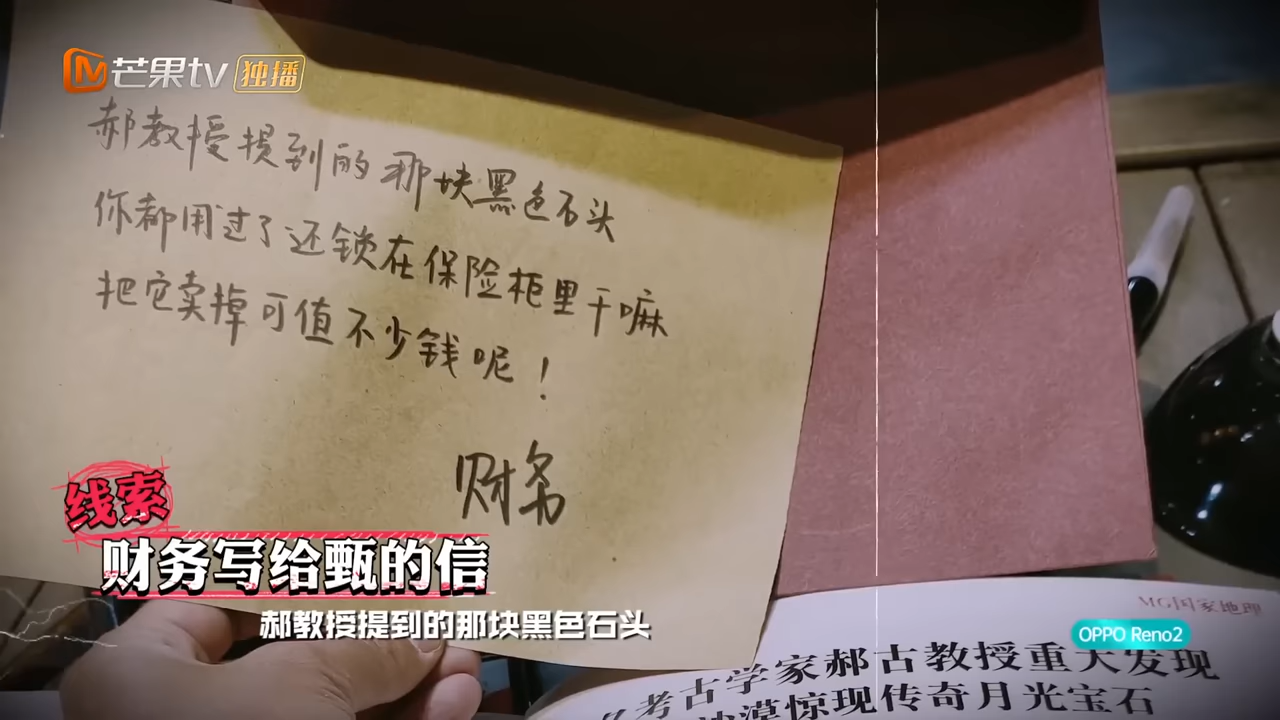 芒果tv 独播
郝教授提到的那块黑色石头
你都用过了还锁在保险柜里干嘛
把它卖掉可值不少钱呢！
财务
线索
财务写给甄的信
郝教授提到的那块黑色石头
OPPO Reno2
MG国家地理
考古学家郝古教授重大发现
沙漠惊现传奇月光宝石